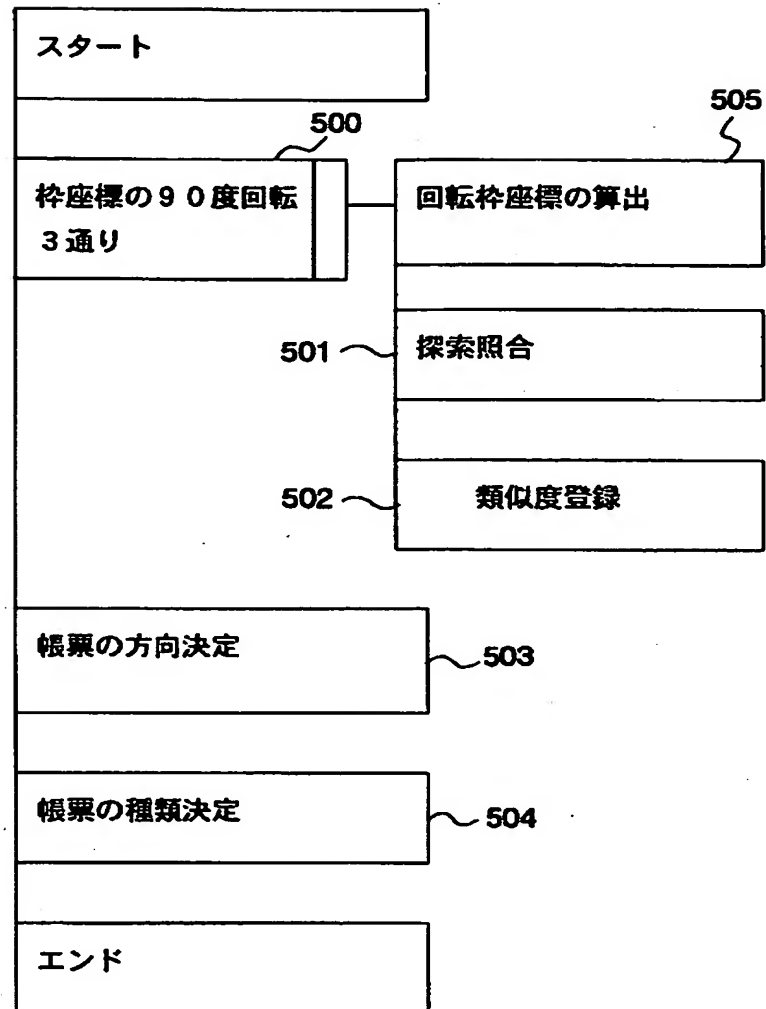 スタート
500
枠座標の９０度回転
３通り
505
回転枠座標の算出
501
探索照合
502
類似度登録
帳票の方向決定
503
帳票の種類決定
504
エンド